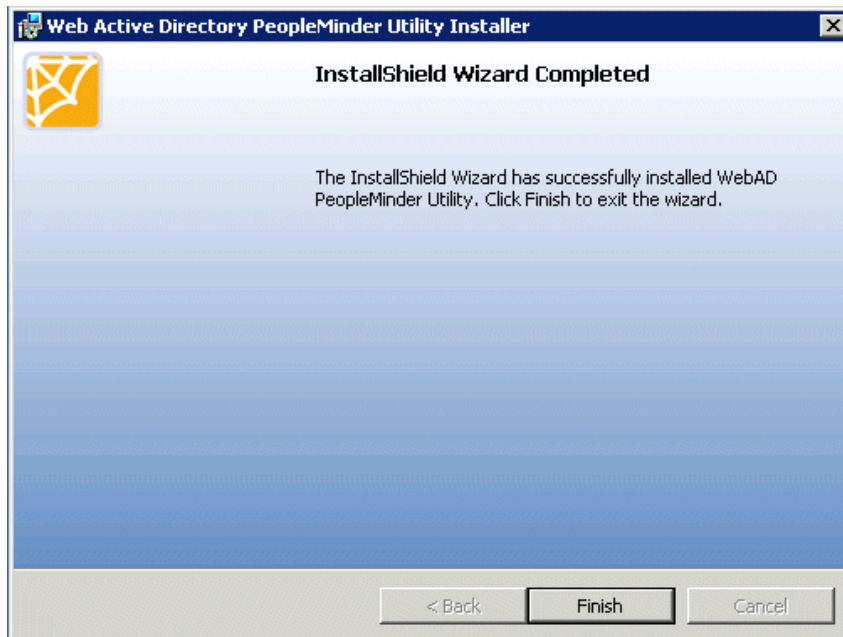 Web Active Directory PeopleMinder Utility Installer
InstallShield Wizard Completed
The InstallShield Wizard has successfully installed WebAD
PeopleMinder Utility. Click Finish to exit the wizard.
< Back
Finish
Cancel